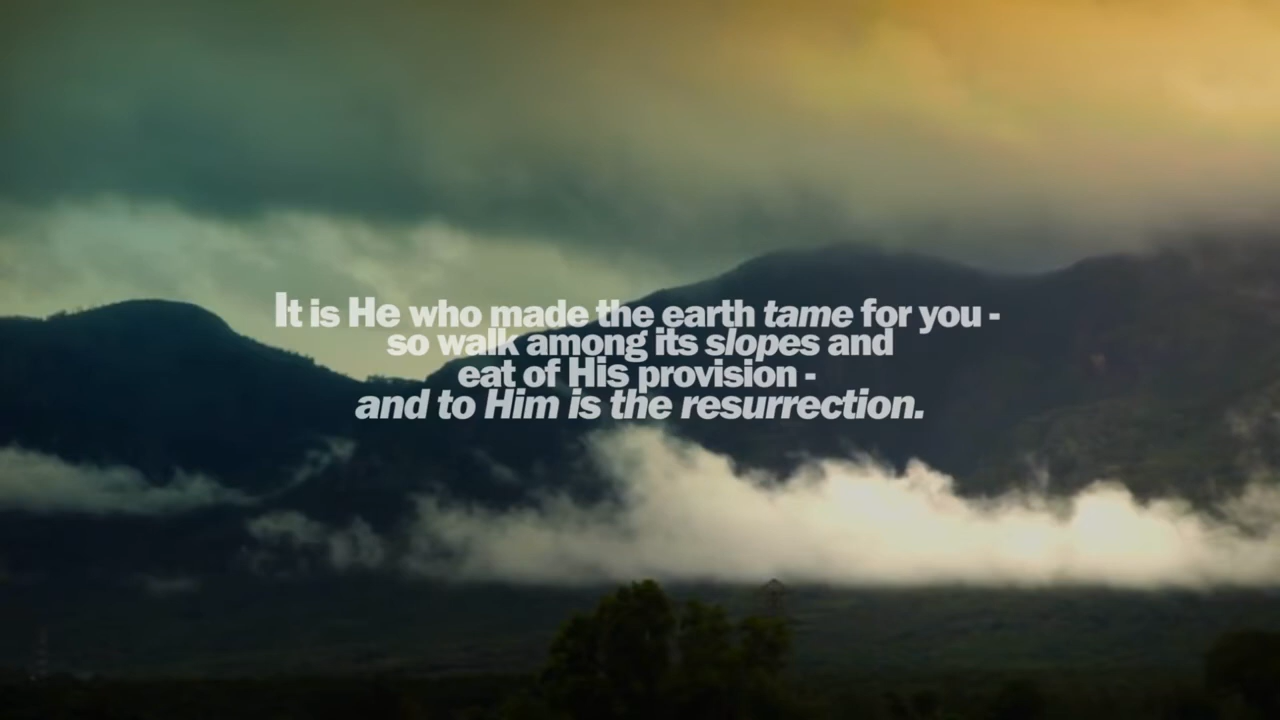 It is He who made the earth tame for you -
so walk among its slopes and
eat of His provision -
and to Him is the resurrection.